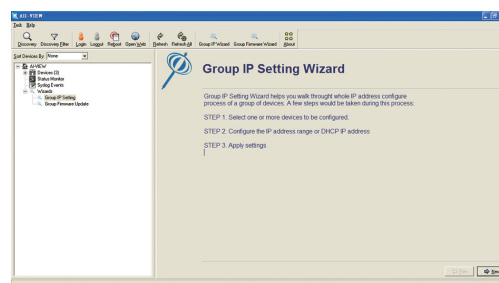 AII-VIEW
Task Help
Discovery Discovery Filter Login Logout Reboot Open Web Refresh Refresh All Group IP Wizard Group Firmware Wizard About
Sort Devices By: None
AI-VIEW
Devices (3)
Status Monitor
Syslog Events
Wizards
Group IP Setting
Group Firmware Update
Group IP Setting Wizard
Group IP Setting Wizard helps you walk throught whole IP address configure
process of a group of devices. A few steps would be taken during this process:
STEP 1. Select one or more devices to be configured.
STEP 2. Configure the IP address range or DHCP IP address
STEP 3. Apply settings